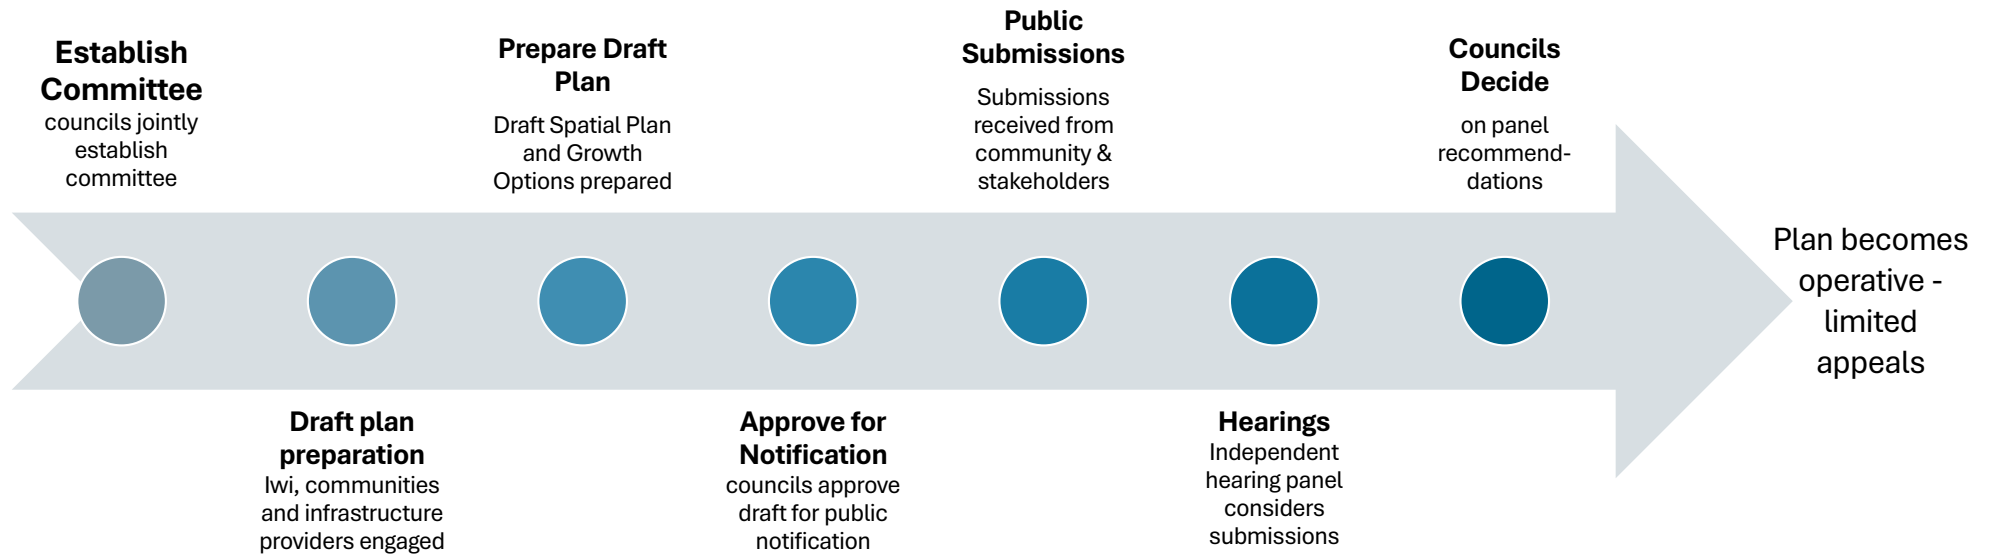 Establish
Committee
councils jointly
establish
committee
Draft plan
preparation
Iwi, communities
and infrastructure
providers engaged
Prepare Draft
Plan
Draft Spatial Plan
and Growth
Options prepared
Approve for
Notification
councils approve
draft for public
notification
Public
Submissions
Submissions
received from
community &
stakeholders
Hearings
Independent
hearing panel
considers
submissions
Councils
Decide
on panel
recommend-
dations
Plan becomes
operative -
limited
appeals